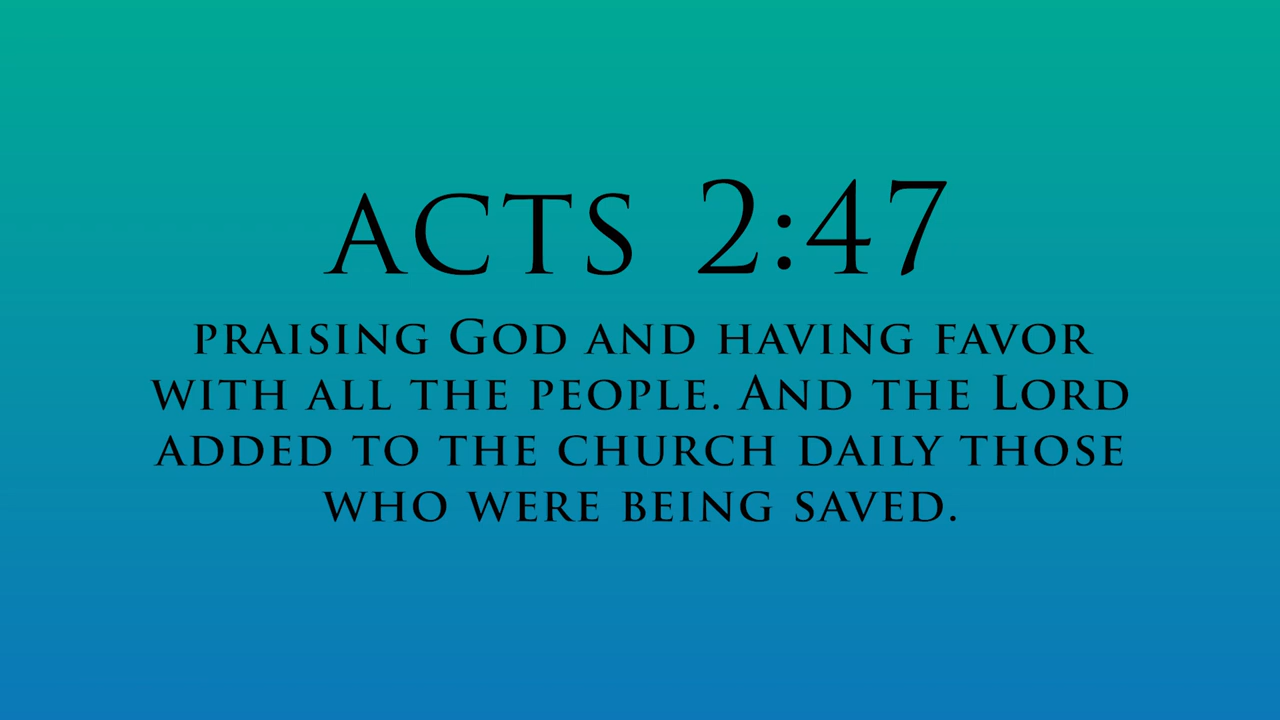 ACTS 2:47
PRAISING GOD AND HAVING FAVOR
WITH ALL THE PEOPLE. AND THE LORD
ADDED TO THE CHURCH DAILY THOSE
WHO WERE BEING SAVED.